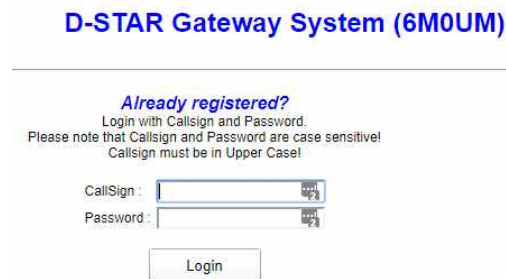 D-STAR Gateway System (6M0UM)
Already registered?
Login with Callsign and Password.
Please note that Callsign and Password are case sensitive!
Callsign must be in Upper Case!
CallSign :
Password :
Login